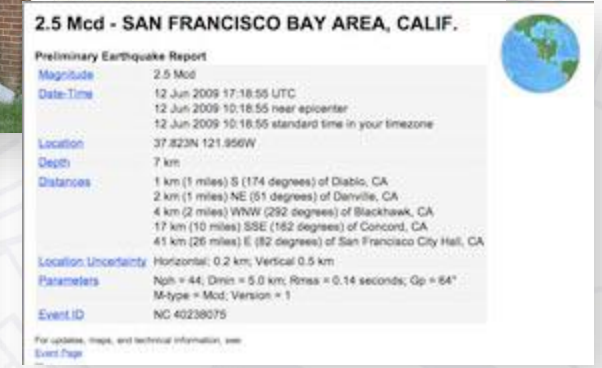 2.5 Mcd - SAN FRANCISCO BAY AREA, CALIF.
Preliminary Earthquake Report
Magnitude 2.5 Mcd
Date-Time 12 Jun 2009 17:18:55 UTC
12 Jun 2009 10:18:55 near epicenter
12 Jun 2009 10:18:55 standard time in your timezone
Location 37.823N 121.956W
Depth 7 km
Distances 1 km (1 miles) S (174 degrees) of Diablo, CA
2 km (1 miles) NE (51 degrees) of Danville, CA
4 km (2 miles) WNW (292 degrees) of Blackhawk, CA
17 km (10 miles) SSE (162 degrees) of Concord, CA
41 km (26 miles) E (82 degrees) of San Francisco City Hall, CA
Location Uncertainty Horizontal: 0.2 km; Vertical 0.5 km
Parameters Nph = 44; Dmin = 5.0 km; Rmss = 0.14 seconds; Gp = 64°
M-type = Mcd; Version = 1
Event ID NC 40238075
For updates, maps, and technical information, see:
Event Page